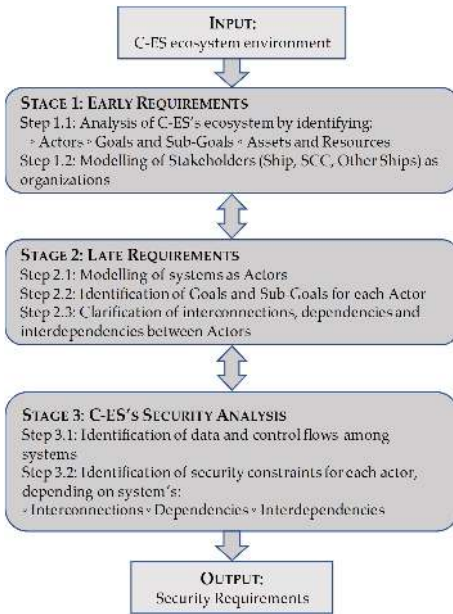 INPUT:
C-ES ecosystem environment
STAGE 1: EARLY REQUIREMENTS
Step 1.1: Analysis of C-ES's ecosystem by identifying:
◦ Actors ◦ Goals and Sub-Goals ◦ Assets and Resources
Step 1.2: Modelling of Stakeholders (Ship, SCC, Other Ships) as
organizations
STAGE 2: LATE REQUIREMENTS
Step 2.1: Modelling of systems as Actors
Step 2.2: Identification of Goals and Sub-Goals for each Actor
Step 2.3: Clarification of interconnections, dependencies and
interdependencies between Actors
STAGE 3: C-ES'S SECURITY ANALYSIS
Step 3.1: Identification of data and control flows among
systems
Step 3.2: Identification of security constraints for each actor,
depending on system's:
◦ Interconnections ◦ Dependencies ◦ Interdependencies
OUTPUT:
Security Requirements